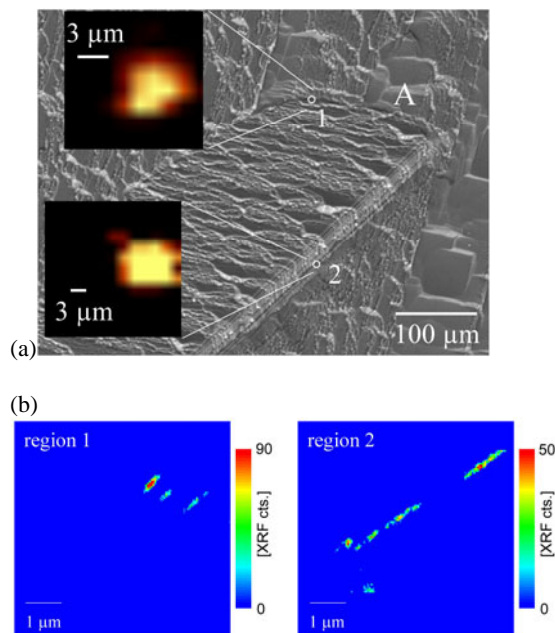 3 µm
A
1
3 µm
2
100 µm
(a)
(b)
region 1
90
[XRF cts.]
0
1 µm
region 2
50
[XRF cts.]
0
1 µm